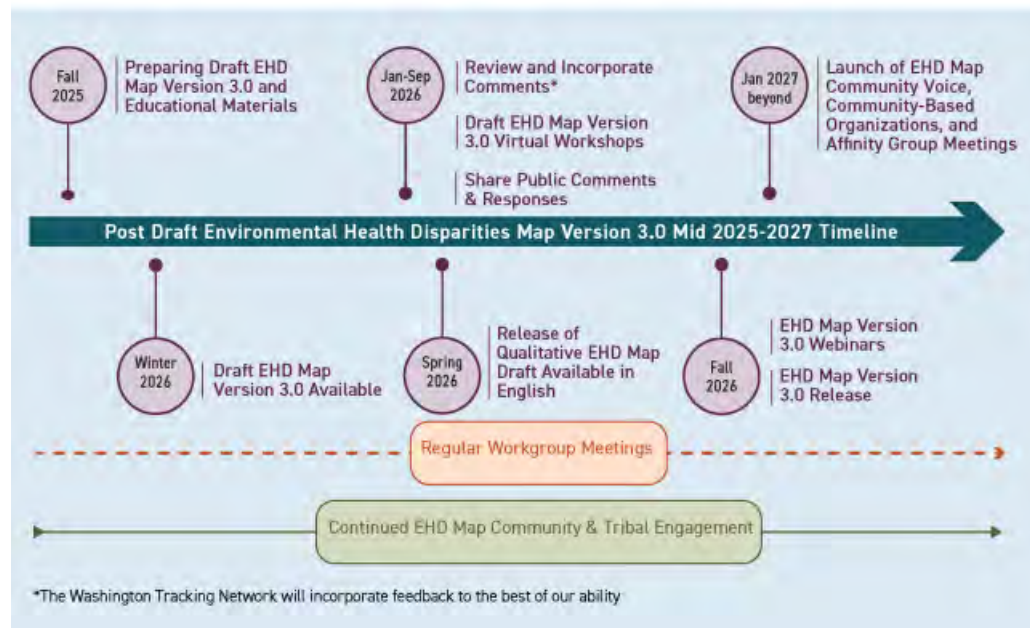 Fall
2025
Preparing Draft EHD
Map Version 3.0 and
Educational Materials
Jan-Sep
2026
Review and Incorporate
Comments*
Draft EHD Map Version
3.0 Virtual Workshops
Share Public Comments
& Responses
Jan 2027
beyond
Launch of EHD Map
Community Voice,
Community-Based
Organizations, and
Affinity Group Meetings
Post Draft Environmental Health Disparities Map Version 3.0 Mid 2025-2027 Timeline
Winter
2026
Draft EHD Map
Version 3.0 Available
Spring
2026
Release of
Qualitative EHD Map
Draft Available in
English
Fall
2026
EHD Map Version
3.0 Webinars
EHD Map Version
3.0 Release
Regular Workgroup Meetings
Continued EHD Map Community & Tribal Engagement
*The Washington Tracking Network will incorporate feedback to the best of our ability